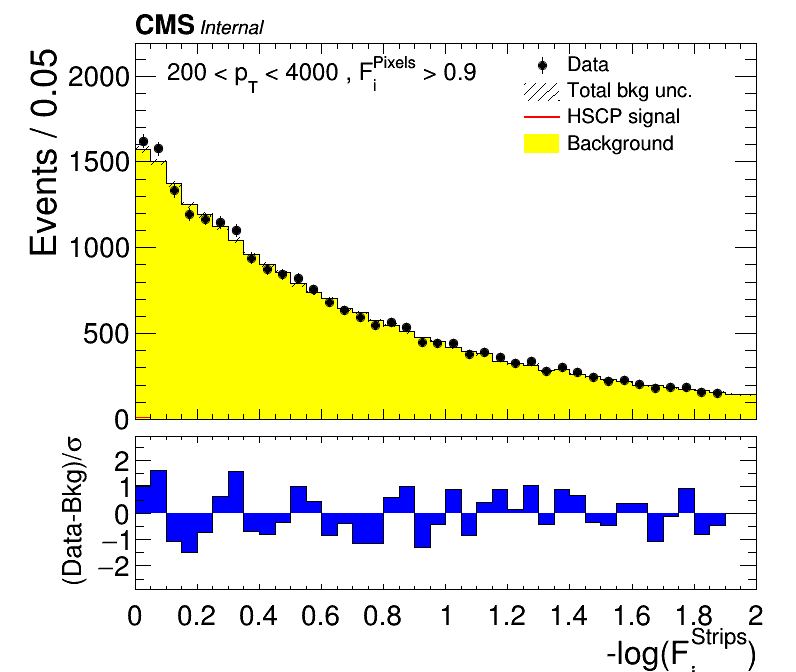 CMS Internal
200 < p_T < 4000 , F_i^Pixels > 0.9
Data
Total bkg unc.
HSCP signal
Background
Events / 0.05
2000
1500
1000
500
0
(Data-Bkg)/σ
2
1
0
−1
−2
0 0.2 0.4 0.6 0.8 1 1.2 1.4 1.6 1.8 2
-log(F_i^Strips)